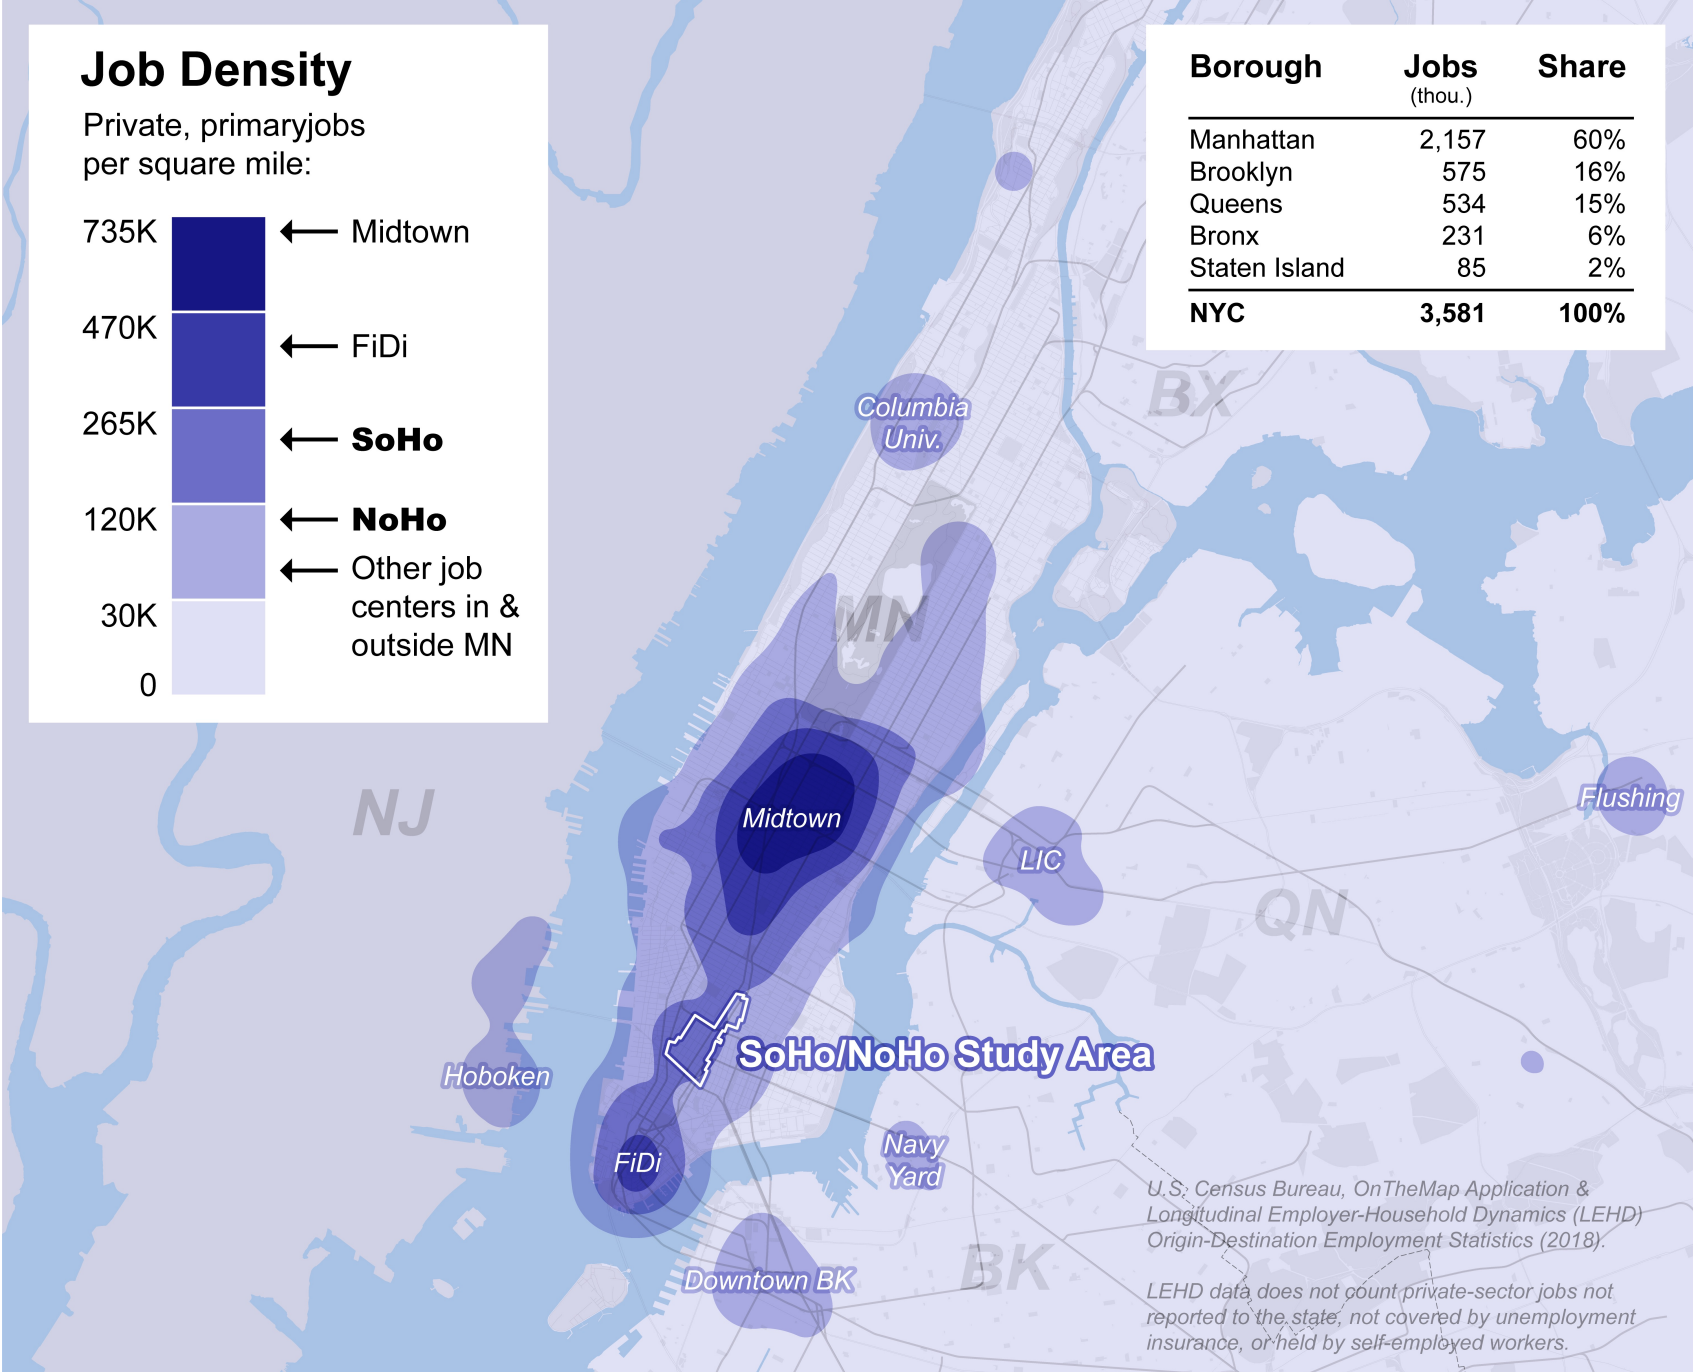 Job Density
Private, primaryjobs
per square mile:
735K
Midtown
470K
FiDi
265K
SoHo
120K
NoHo
Other job
centers in &
outside MN
30K
0
Borough Jobs Share
(thou.)
Manhattan 2,157 60%
Brooklyn 575 16%
Queens 534 15%
Bronx 231 6%
Staten Island 85 2%
NYC 3,581 100%
BX
Columbia
Univ.
MN
NJ
Midtown
Flushing
LIC
QN
SoHo/NoHo Study Area
Hoboken
FiDi
Navy
Yard
Downtown BK
BK
U.S. Census Bureau, OnTheMap Application &
Longitudinal Employer-Household Dynamics (LEHD)
Origin-Destination Employment Statistics (2018).
LEHD data does not count private-sector jobs not
reported to the state, not covered by unemployment
insurance, or held by self-employed workers.